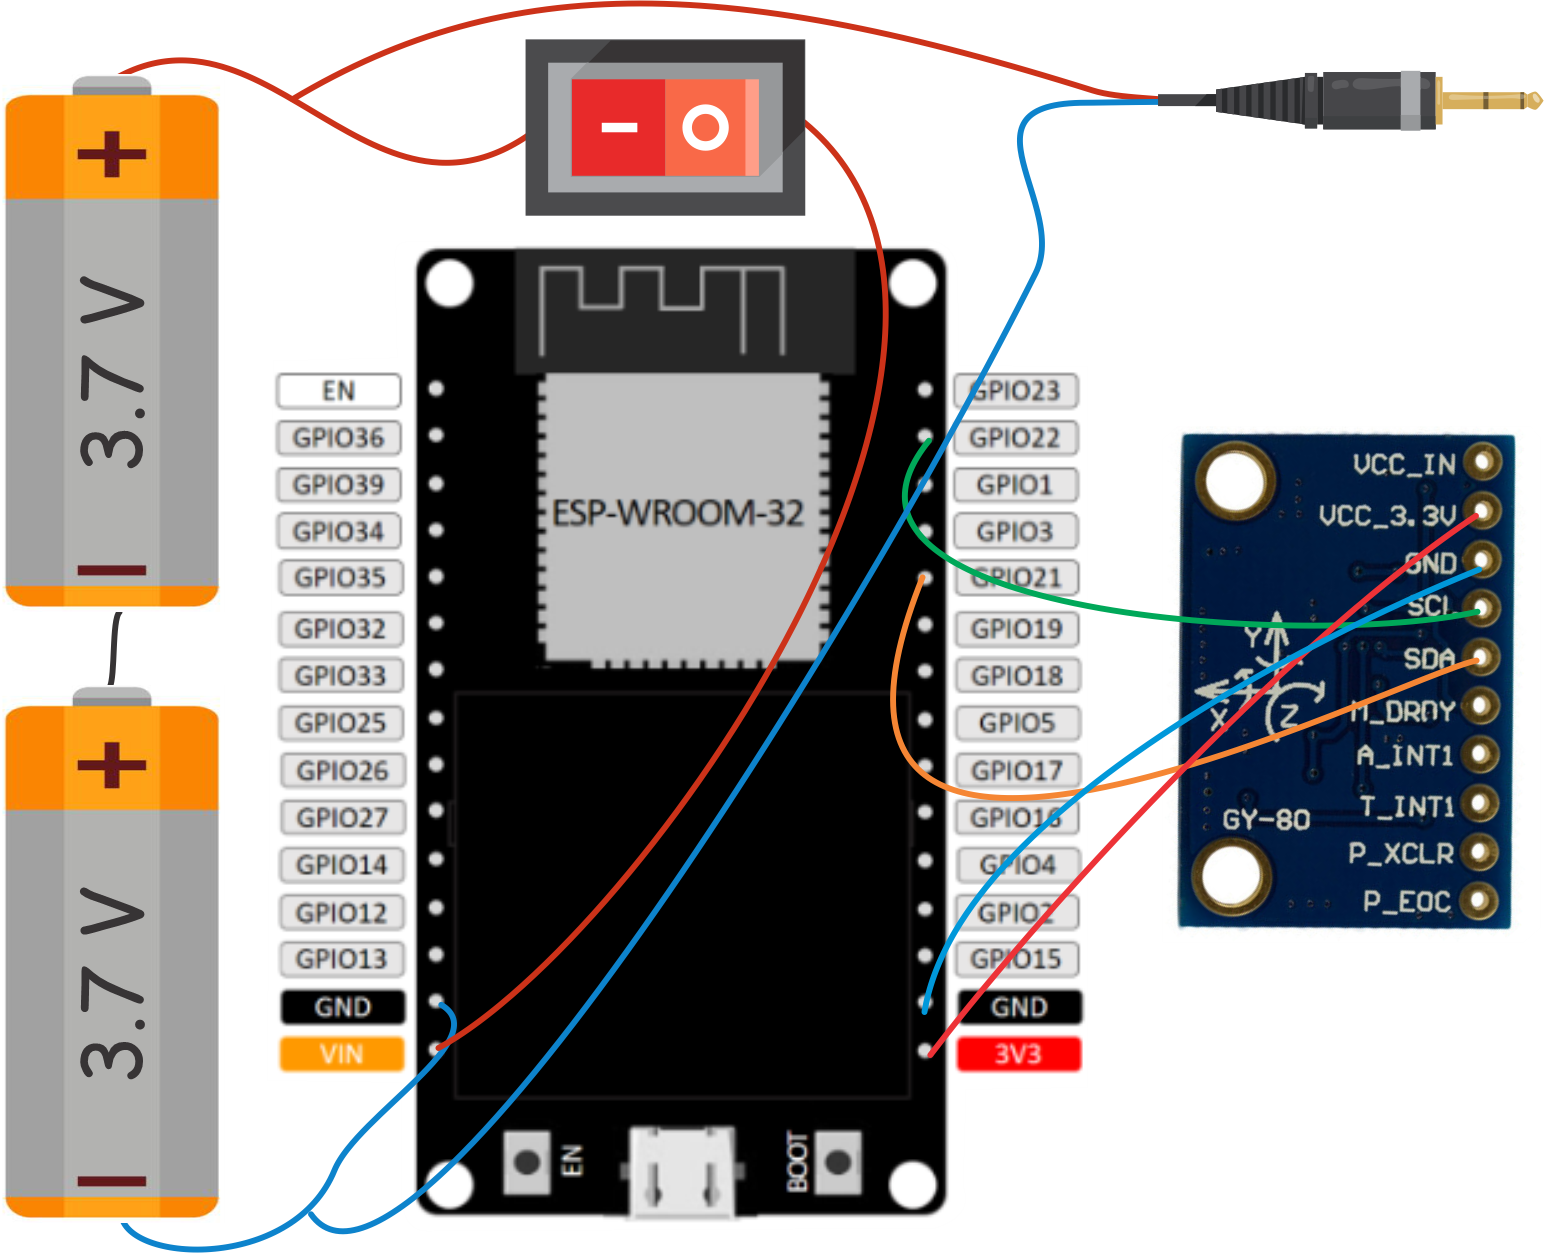 +
3.7 V
−
+
3.7 V
−
− O
ESP-WROOM-32
EN
GPIO36
GPIO39
GPIO34
GPIO35
GPIO32
GPIO33
GPIO25
GPIO26
GPIO27
GPIO14
GPIO12
GPIO13
GND
VIN
GPIO23
GPIO22
GPIO1
GPIO3
GPIO21
GPIO19
GPIO18
GPIO5
GPIO17
GPIO16
GPIO4
GPIO2
GPIO15
GND
3V3
EN
BOOT
VCC_IN
VCC_3.3V
GND
SCL
SDA
M_DRDY
A_INT1
T_INT1
P_XCLR
P_EOC
Y
X
Z
GY-80